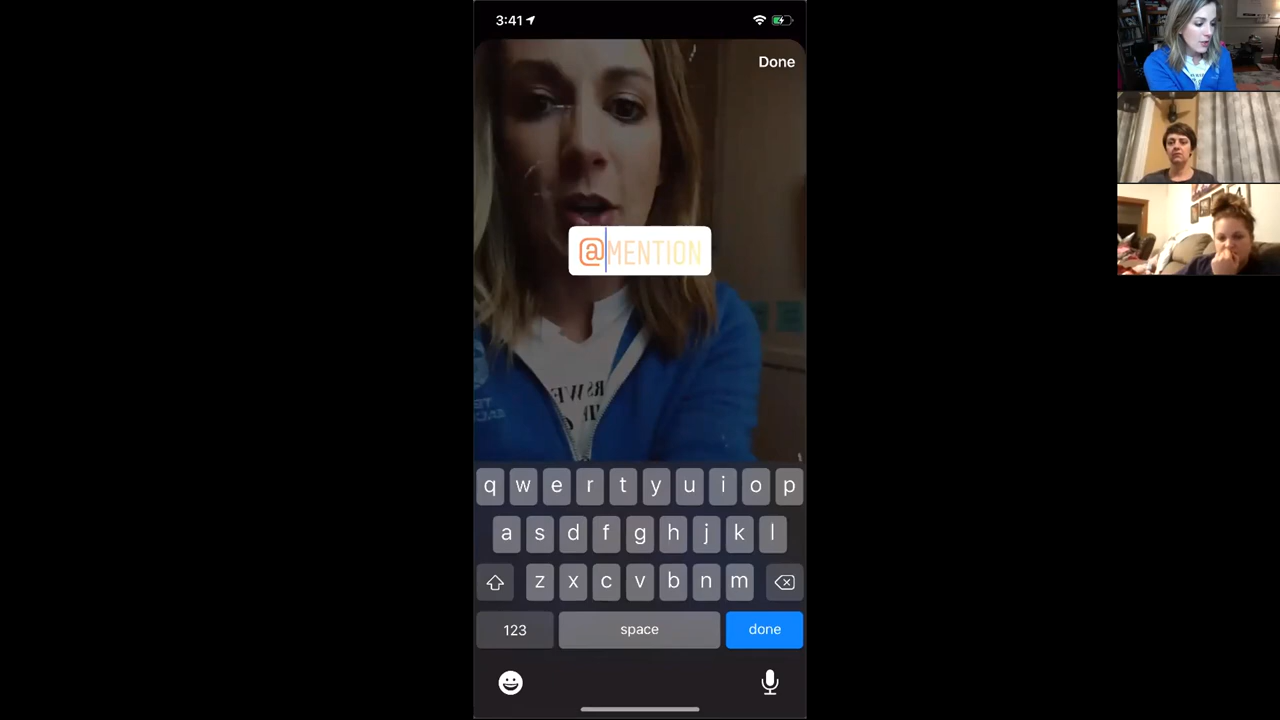 3:41
Done
@MENTION
q w e r t y u i o p
a s d f g h j k l
z x c v b n m
123 space done